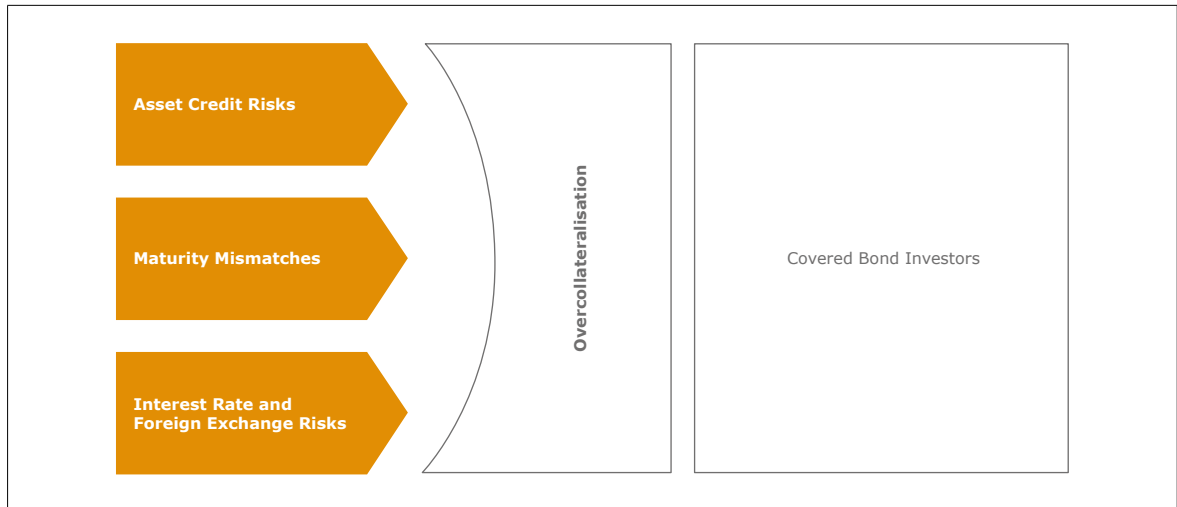 Asset Credit Risks
Maturity Mismatches
Interest Rate and
Foreign Exchange Risks
Overcollateralisation
Covered Bond Investors